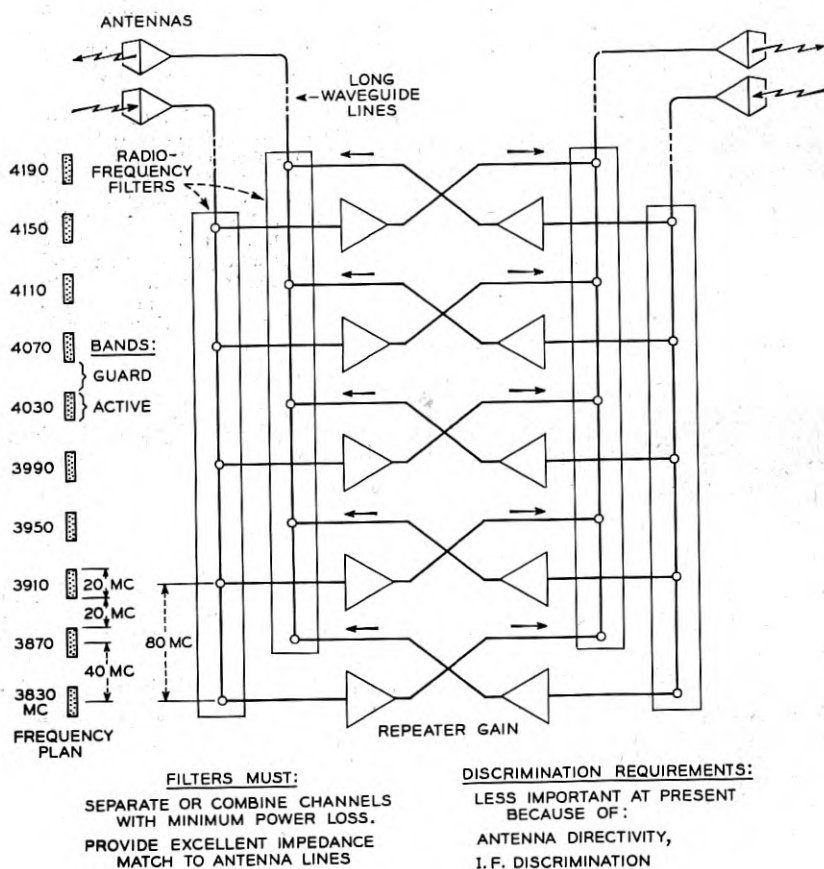 ANTENNAS
LONG
WAVEGUIDE
LINES
RADIO-
FREQUENCY
FILTERS
4190
4150
4110
4070
BANDS:
GUARD
4030
ACTIVE
3990
3950
3910
20 MC
20 MC
3870
80 MC
40 MC
3830
MC
FREQUENCY
PLAN
REPEATER GAIN
FILTERS MUST:
SEPARATE OR COMBINE CHANNELS
WITH MINIMUM POWER LOSS.
PROVIDE EXCELLENT IMPEDANCE
MATCH TO ANTENNA LINES
DISCRIMINATION REQUIREMENTS:
LESS IMPORTANT AT PRESENT
BECAUSE OF:
ANTENNA DIRECTIVITY,
I.F. DISCRIMINATION